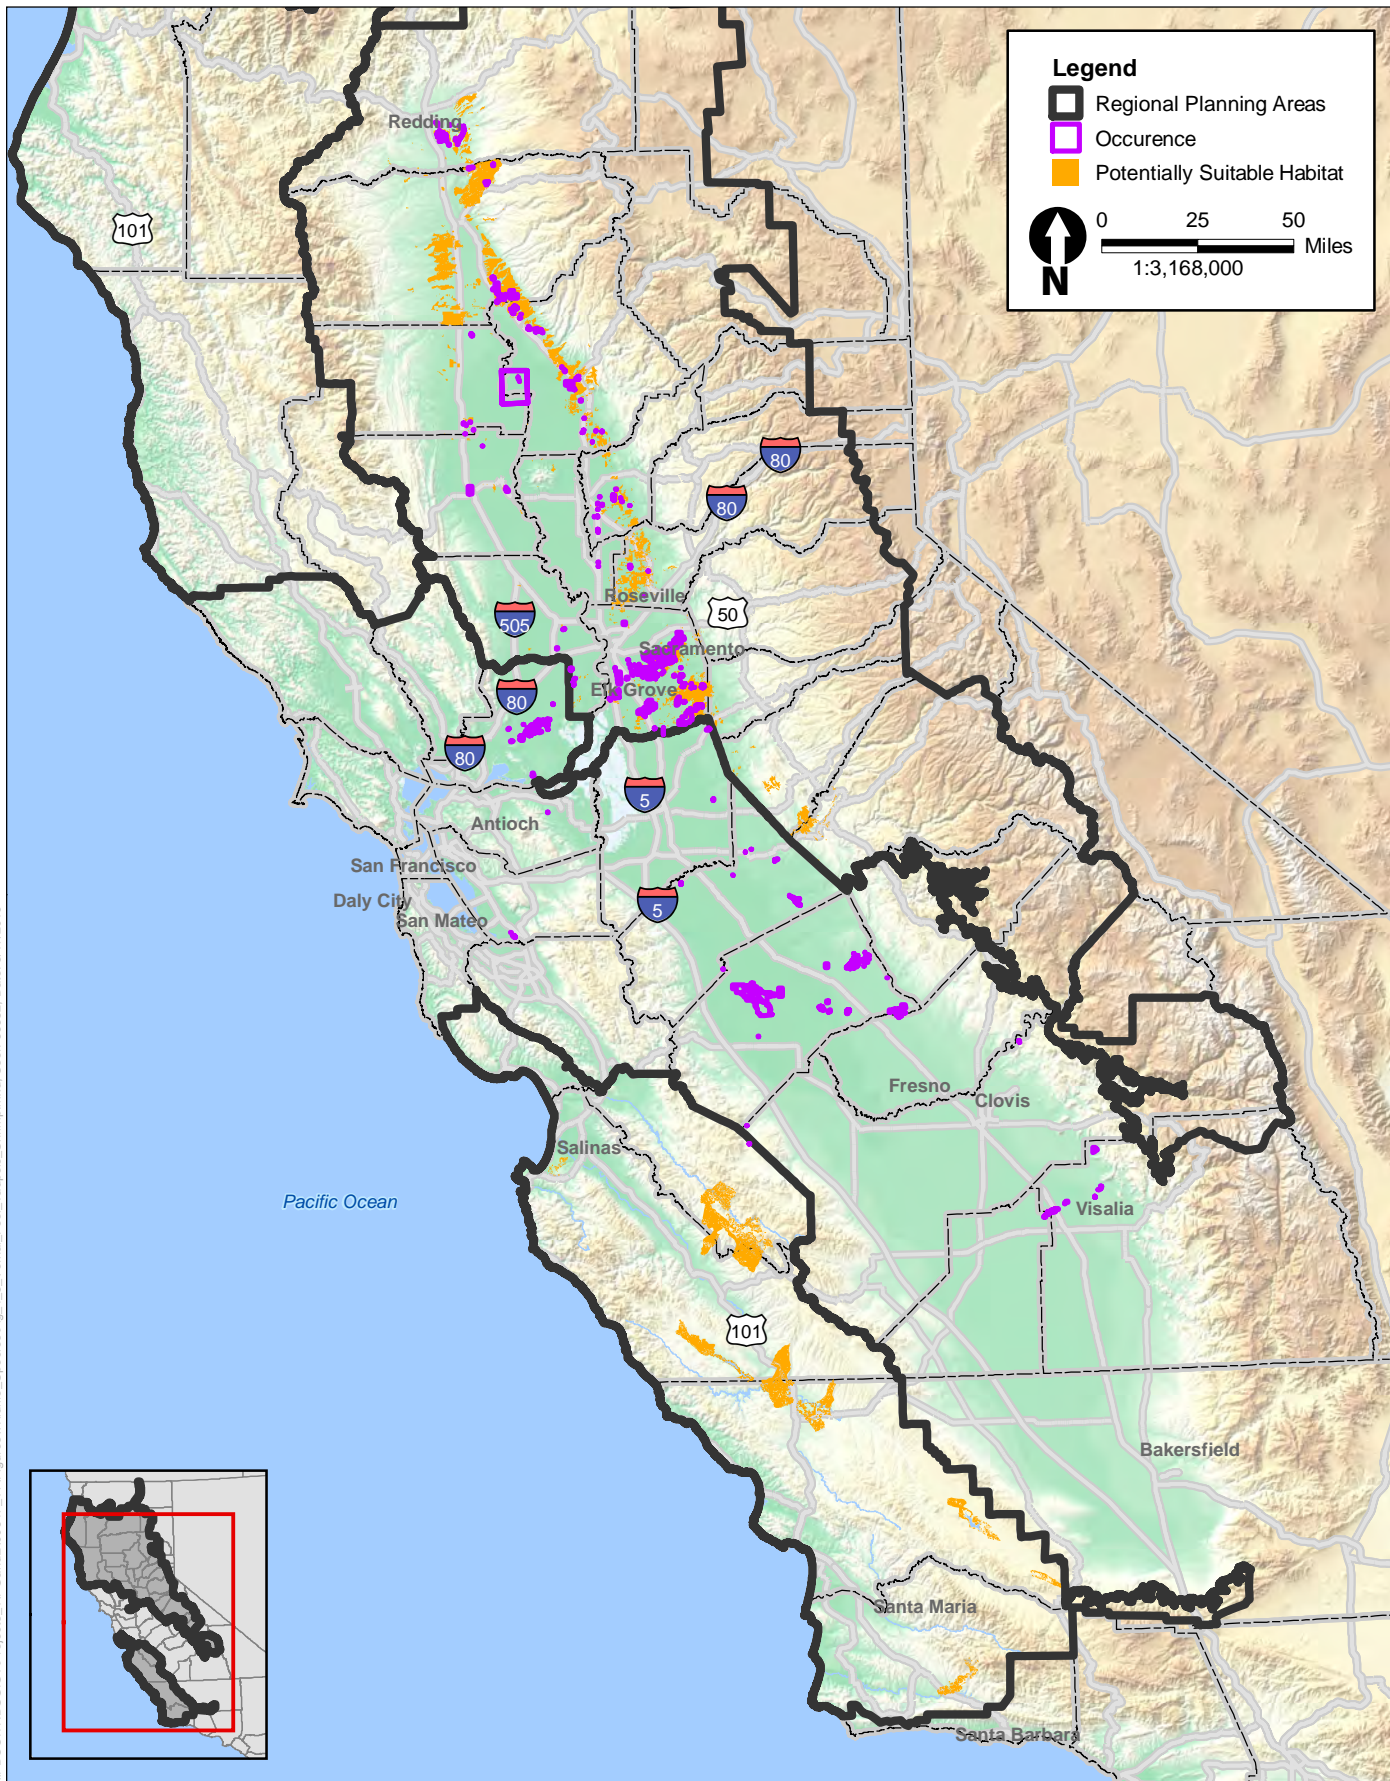 Legend
Regional Planning Areas
Occurence
Potentially Suitable Habitat
0 25 50
Miles
1:3,168,000
N
Redding
101
80
80
Roseville
50
505
Sacramento
Elk Grove
80
80
5
Antioch
San Francisco
Daly City
5
San Mateo
Fresno
Clovis
Salinas
Pacific Ocean
Visalia
101
Bakersfield
Santa Maria
Santa Barbara